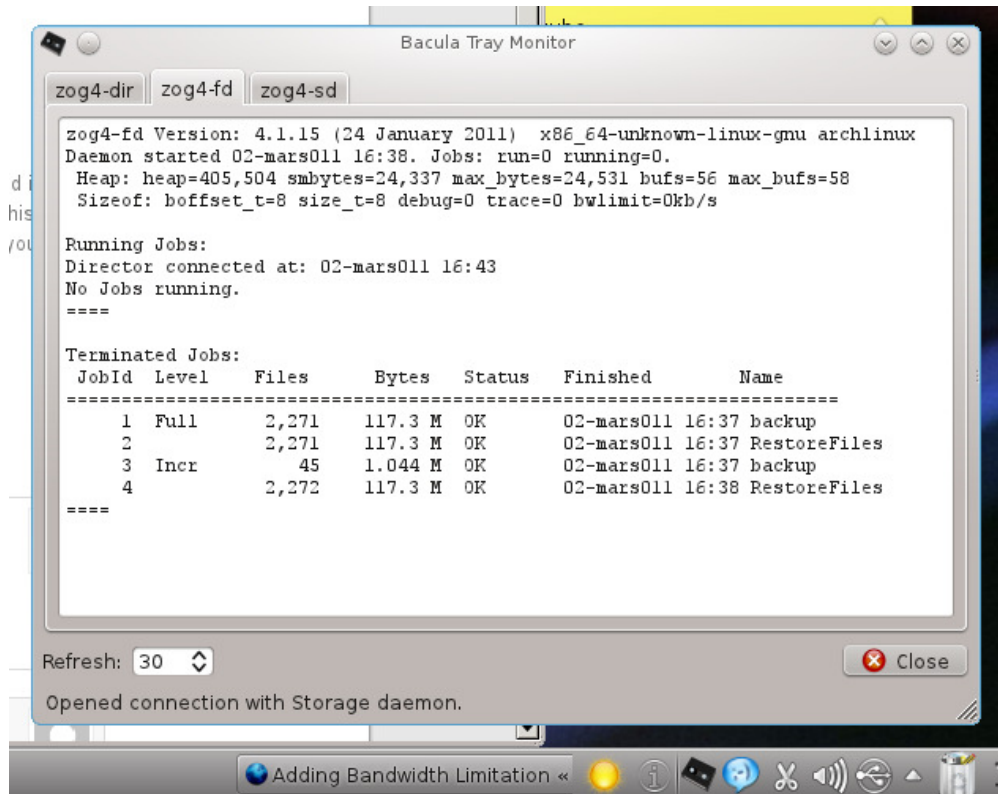 Bacula Tray Monitor
zog4-dir zog4-fd zog4-sd
zog4-fd Version: 4.1.15 (24 January 2011)  x86_64-unknown-linux-gnu archlinux
Daemon started 02-mars011 16:38. Jobs: run=0 running=0.
Heap: heap=405,504 smbytes=24,337 max_bytes=24,531 bufs=56 max_bufs=58
Sizeof: boffset_t=8 size_t=8 debug=0 trace=0 bwlimit=0kb/s
Running Jobs:
Director connected at: 02-mars011 16:43
No Jobs running.
====
Terminated Jobs:
JobId Level Files Bytes Status Finished Name
======================================================================
1 Full 2,271 117.3 M OK 02-mars011 16:37 backup
2 2,271 117.3 M OK 02-mars011 16:37 RestoreFiles
3 Incr 45 1.044 M OK 02-mars011 16:37 backup
4 2,272 117.3 M OK 02-mars011 16:38 RestoreFiles
====
Refresh: 30
Close
Opened connection with Storage daemon.
Adding Bandwidth Limitation «